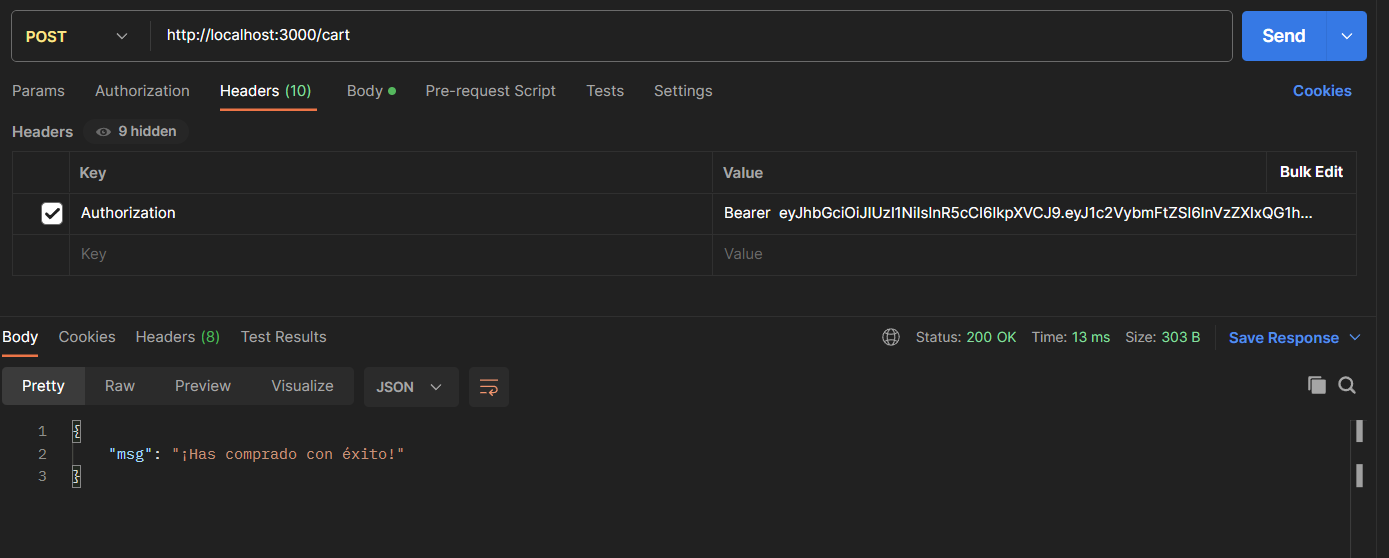 POST http://localhost:3000/cart Send
Params Authorization Headers (10) Body Pre-request Script Tests Settings Cookies
Headers 9 hidden
Key Value Bulk Edit
Authorization Bearer eyJhbGciOiJIUzI1NiIsInR5cCI6IkpXVCJ9.eyJ1c2VybmFtZSI6InVzZXIxQG1h...
Key Value
Body Cookies Headers (8) Test Results Status: 200 OK Time: 13 ms Size: 303 B Save Response
Pretty Raw Preview Visualize JSON
1 {
2 "msg": "¡Has comprado con éxito!"
3 }